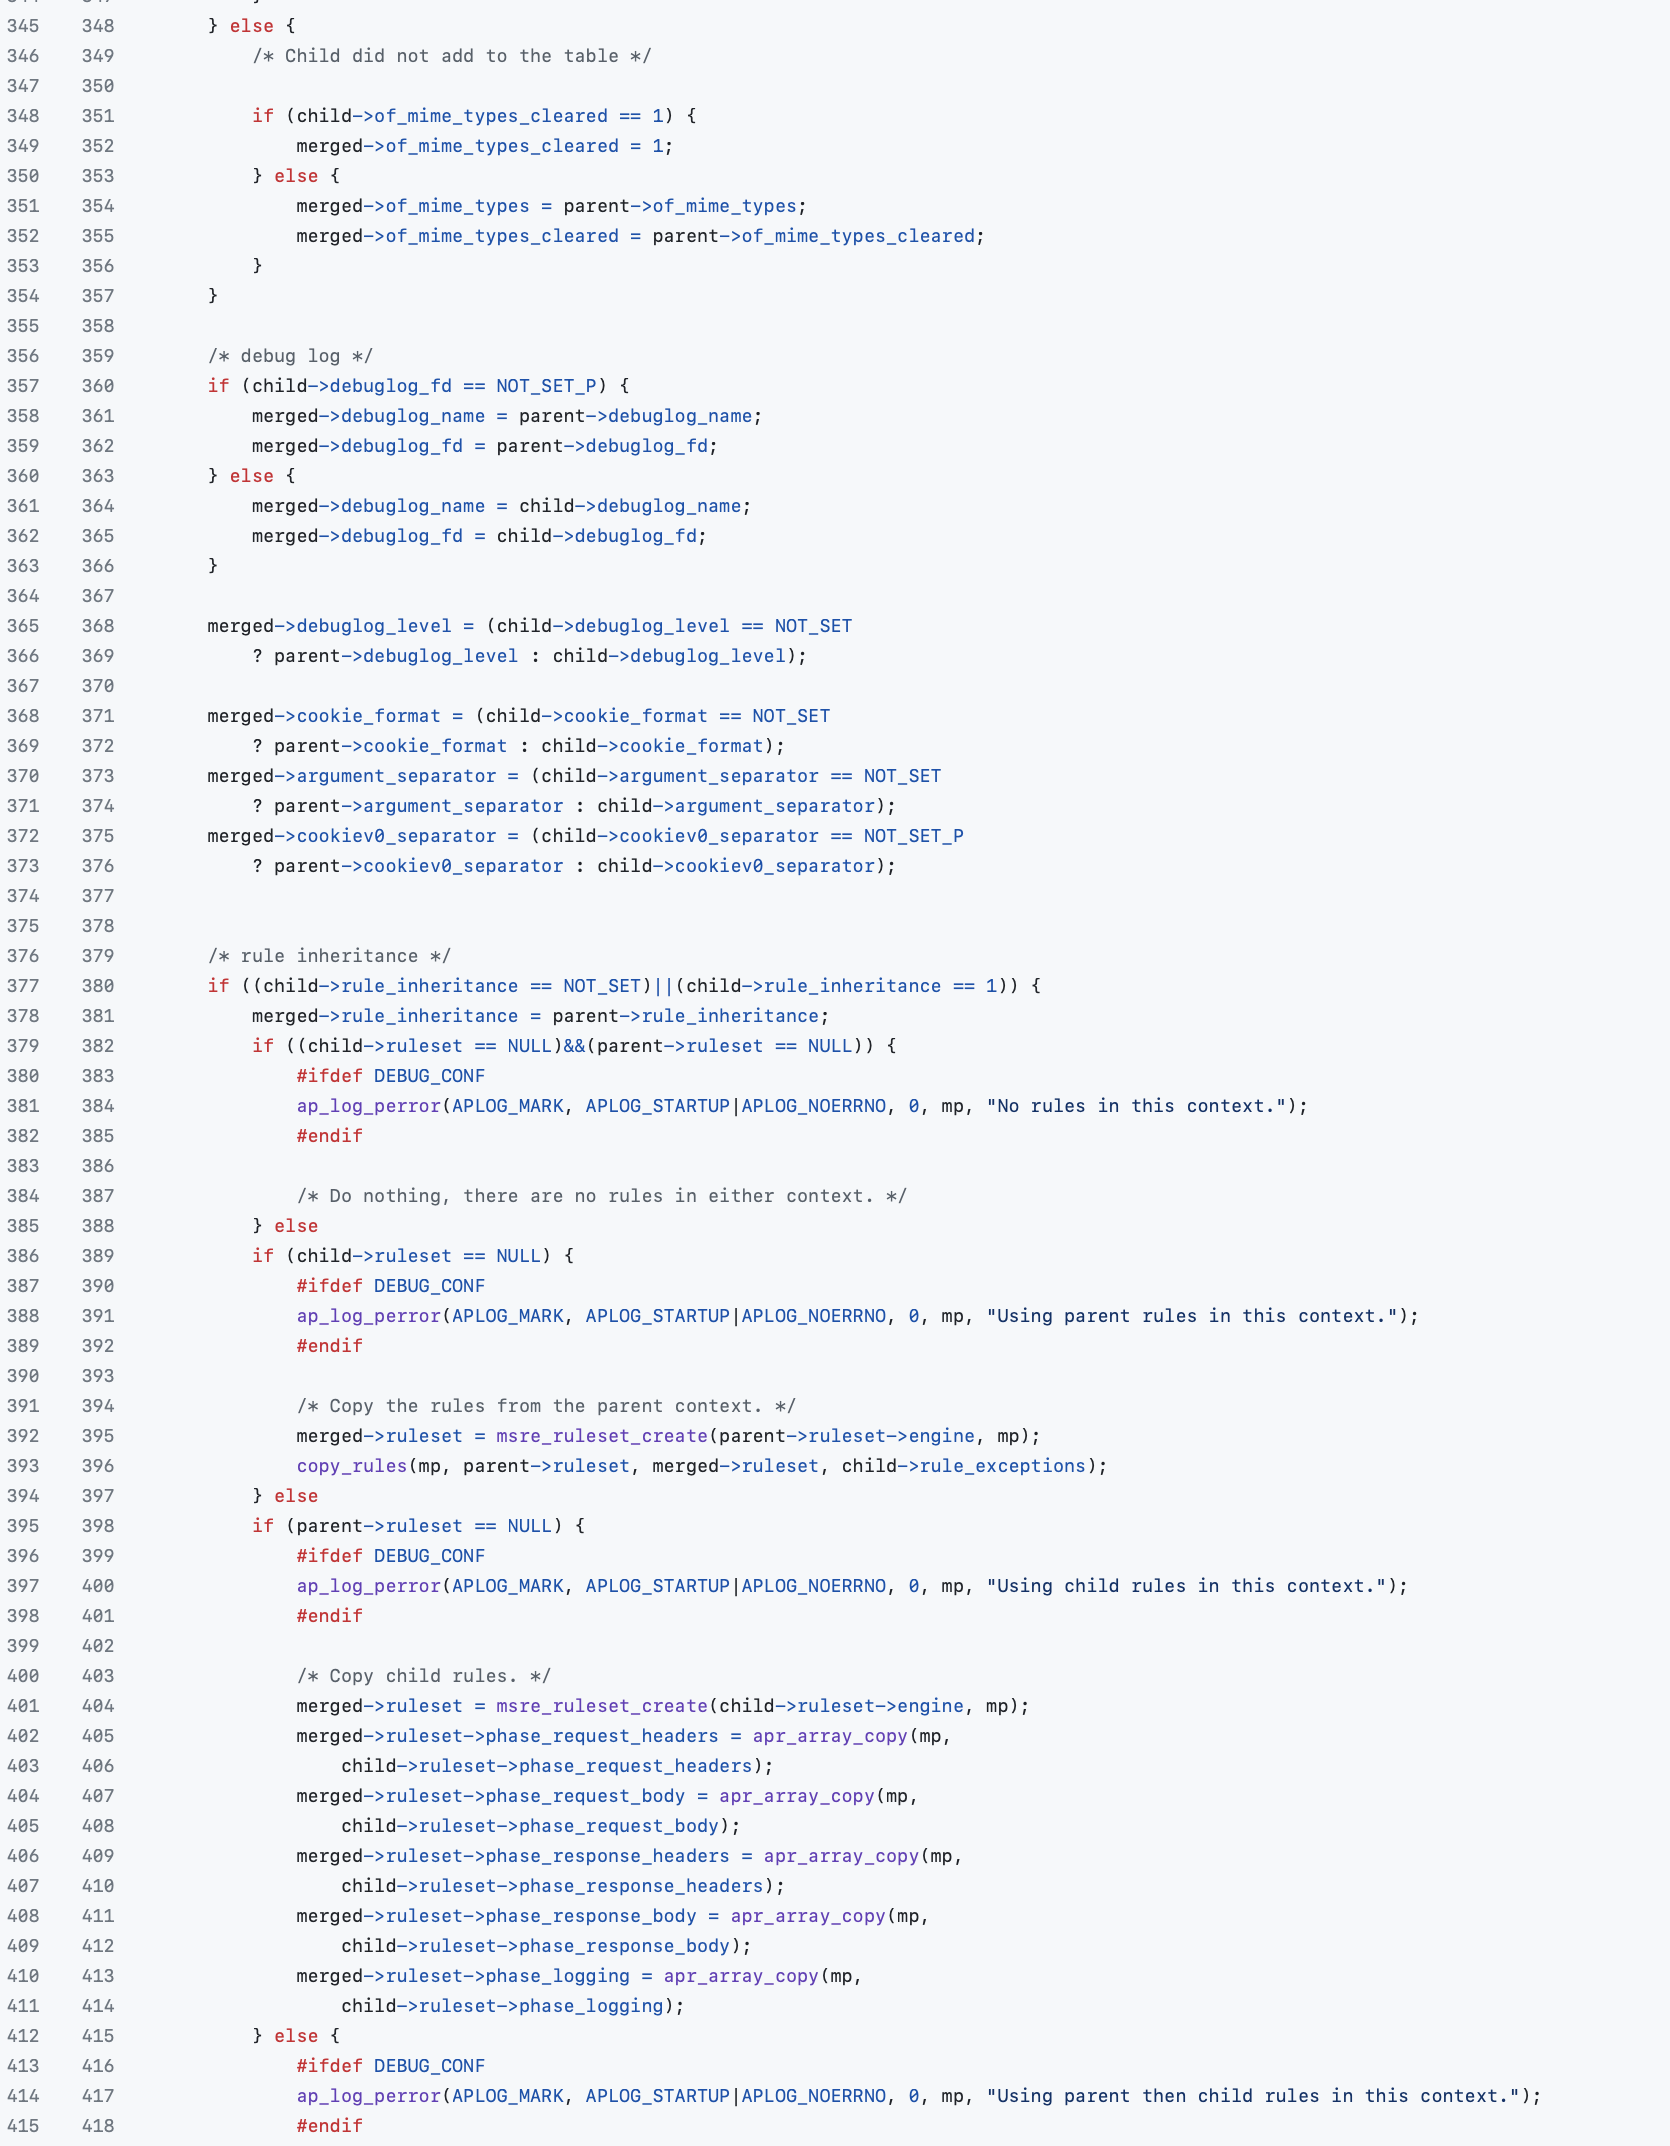 345 348 } else {
346 349 /* Child did not add to the table */
347 350
348 351 if (child->of_mime_types_cleared == 1) {
349 352 merged->of_mime_types_cleared = 1;
350 353 } else {
351 354 merged->of_mime_types = parent->of_mime_types;
352 355 merged->of_mime_types_cleared = parent->of_mime_types_cleared;
353 356 }
354 357 }
355 358
356 359 /* debug log */
357 360 if (child->debuglog_fd == NOT_SET_P) {
358 361 merged->debuglog_name = parent->debuglog_name;
359 362 merged->debuglog_fd = parent->debuglog_fd;
360 363 } else {
361 364 merged->debuglog_name = child->debuglog_name;
362 365 merged->debuglog_fd = child->debuglog_fd;
363 366 }
364 367
365 368 merged->debuglog_level = (child->debuglog_level == NOT_SET
366 369 ? parent->debuglog_level : child->debuglog_level);
367 370
368 371 merged->cookie_format = (child->cookie_format == NOT_SET
369 372 ? parent->cookie_format : child->cookie_format);
370 373 merged->argument_separator = (child->argument_separator == NOT_SET
371 374 ? parent->argument_separator : child->argument_separator);
372 375 merged->cookiev0_separator = (child->cookiev0_separator == NOT_SET_P
373 376 ? parent->cookiev0_separator : child->cookiev0_separator);
374 377
375 378
376 379 /* rule inheritance */
377 380 if ((child->rule_inheritance == NOT_SET)||(child->rule_inheritance == 1)) {
378 381 merged->rule_inheritance = parent->rule_inheritance;
379 382 if ((child->ruleset == NULL)&&(parent->ruleset == NULL)) {
380 383 #ifdef DEBUG_CONF
381 384 ap_log_perror(APLOG_MARK, APLOG_STARTUP|APLOG_NOERRNO, 0, mp, "No rules in this context.");
382 385 #endif
383 386
384 387 /* Do nothing, there are no rules in either context. */
385 388 } else
386 389 if (child->ruleset == NULL) {
387 390 #ifdef DEBUG_CONF
388 391 ap_log_perror(APLOG_MARK, APLOG_STARTUP|APLOG_NOERRNO, 0, mp, "Using parent rules in this context.");
389 392 #endif
390 393
391 394 /* Copy the rules from the parent context. */
392 395 merged->ruleset = msre_ruleset_create(parent->ruleset->engine, mp);
393 396 copy_rules(mp, parent->ruleset, merged->ruleset, child->rule_exceptions);
394 397 } else
395 398 if (parent->ruleset == NULL) {
396 399 #ifdef DEBUG_CONF
397 400 ap_log_perror(APLOG_MARK, APLOG_STARTUP|APLOG_NOERRNO, 0, mp, "Using child rules in this context.");
398 401 #endif
399 402
400 403 /* Copy child rules. */
401 404 merged->ruleset = msre_ruleset_create(child->ruleset->engine, mp);
402 405 merged->ruleset->phase_request_headers = apr_array_copy(mp,
403 406 child->ruleset->phase_request_headers);
404 407 merged->ruleset->phase_request_body = apr_array_copy(mp,
405 408 child->ruleset->phase_request_body);
406 409 merged->ruleset->phase_response_headers = apr_array_copy(mp,
407 410 child->ruleset->phase_response_headers);
408 411 merged->ruleset->phase_response_body = apr_array_copy(mp,
409 412 child->ruleset->phase_response_body);
410 413 merged->ruleset->phase_logging = apr_array_copy(mp,
411 414 child->ruleset->phase_logging);
412 415 } else {
413 416 #ifdef DEBUG_CONF
414 417 ap_log_perror(APLOG_MARK, APLOG_STARTUP|APLOG_NOERRNO, 0, mp, "Using parent then child rules in this context.");
415 418 #endif